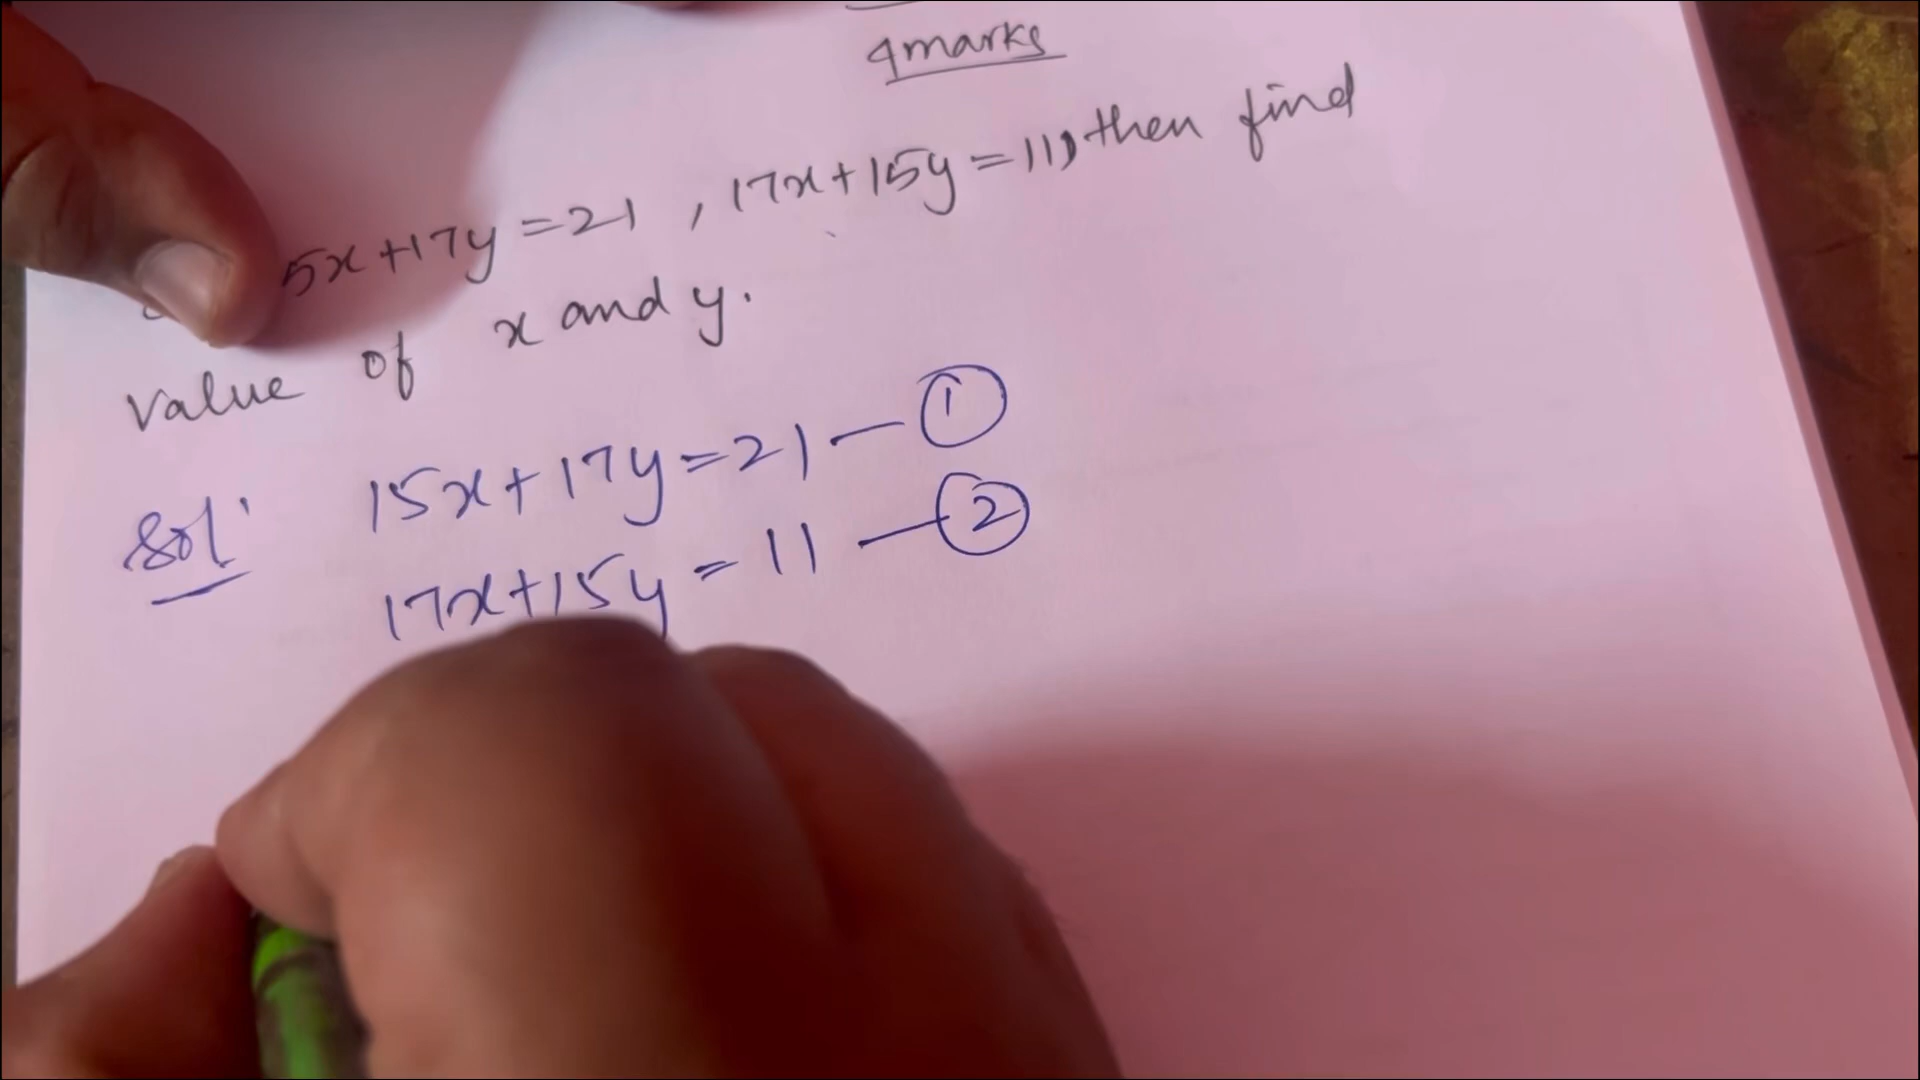 4marks
5x+17y=21, 17x+15y=11, then find
value of x and y.
Sol'
15x+17y=21 — ①
17x+15y=11 — ②